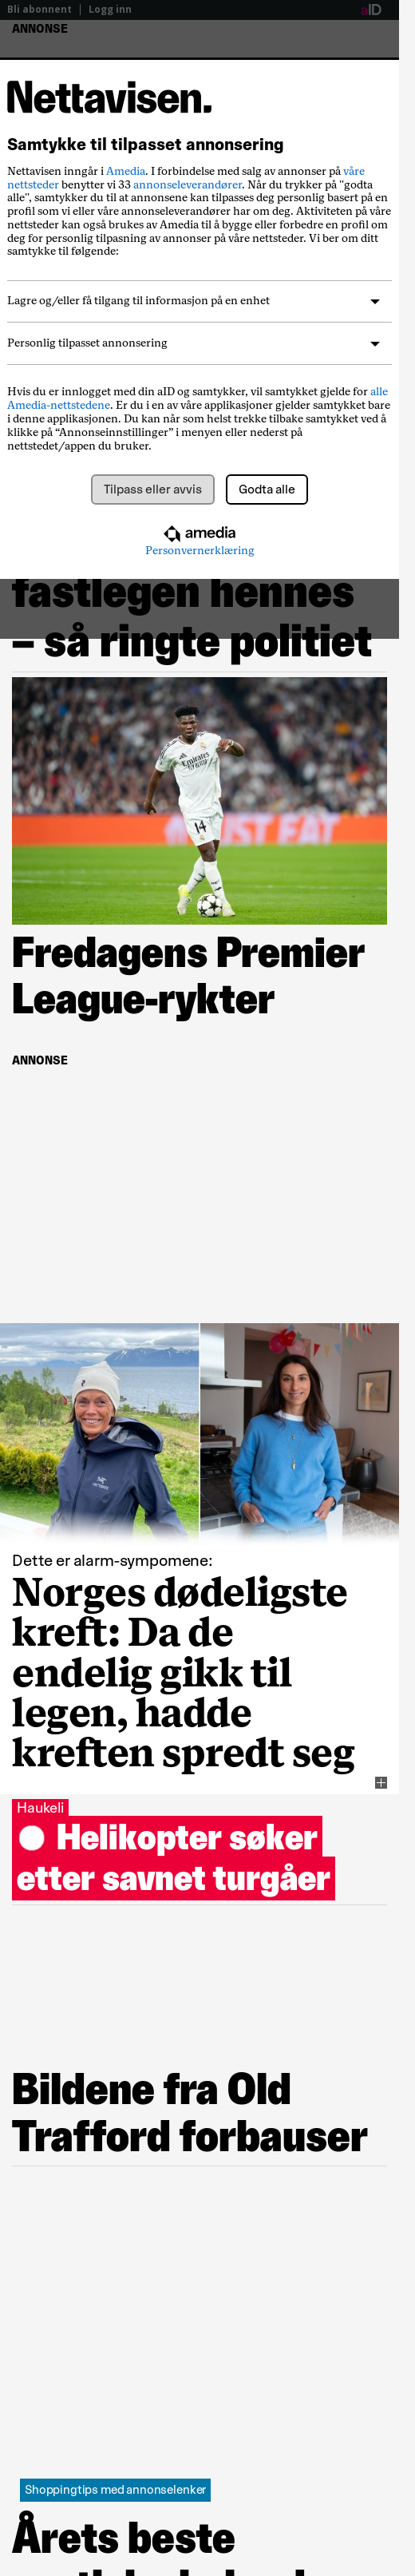 Bli abonnent | Logg inn
aID
ANNONSE
Nettavisen.
Samtykke til tilpasset annonsering
Nettavisen inngår i Amedia. I forbindelse med salg av annonser på våre
nettsteder benytter vi 33 annonseleverandører. Når du trykker på "godta
alle", samtykker du til at annonsene kan tilpasses deg personlig basert på en
profil som vi eller våre annonseleverandører har om deg. Aktiviteten på våre
nettsteder kan også brukes av Amedia til å bygge eller forbedre en profil om
deg for personlig tilpasning av annonser på våre nettsteder. Vi ber om ditt
samtykke til følgende:
Lagre og/eller få tilgang til informasjon på en enhet
Personlig tilpasset annonsering
Hvis du er innlogget med din aID og samtykker, vil samtykket gjelde for alle
Amedia-nettstedene. Er du i en av våre applikasjoner gjelder samtykket bare
i denne applikasjonen. Du kan når som helst trekke tilbake samtykket ved å
klikke på “Annonseinnstillinger” i menyen eller nederst på
nettstedet/appen du bruker.
Tilpass eller avvis Godta alle
amedia
Personvernerklæring
fastlegen hennes
– så ringte politiet
Emirates
14
Fredagens Premier
League-rykter
ANNONSE
Dette er alarm-sympomene:
Norges dødeligste
kreft: Da de
endelig gikk til
legen, hadde
kreften spredt seg
Haukeli
Helikopter søker
etter savnet turgåer
Bildene fra Old
Trafford forbauser
Shoppingtips med annonselenker
Årets beste